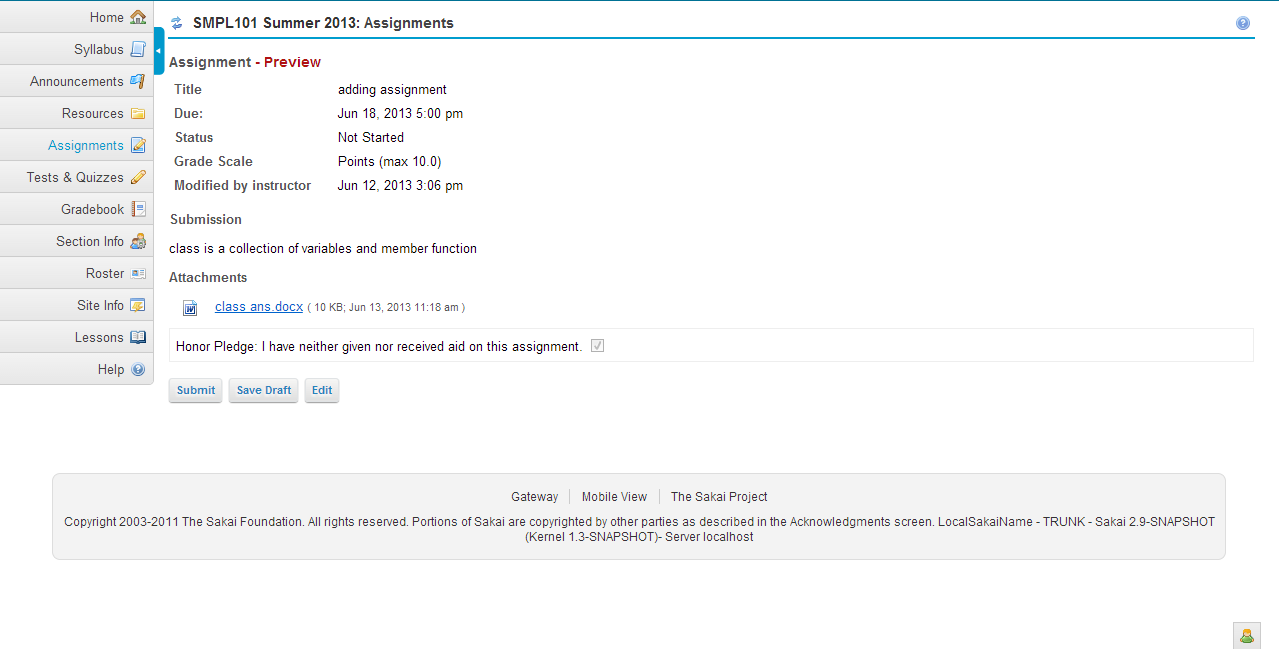 Home
Syllabus
Announcements
Resources
Assignments
Tests & Quizzes
Gradebook
Section Info
Roster
Site Info
Lessons
Help
SMPL101 Summer 2013: Assignments
Assignment - Preview
Title adding assignment
Due: Jun 18, 2013 5:00 pm
Status Not Started
Grade Scale Points (max 10.0)
Modified by instructor Jun 12, 2013 3:06 pm
Submission
class is a collection of variables and member function
Attachments
class ans.docx ( 10 KB; Jun 13, 2013 11:18 am )
Honor Pledge: I have neither given nor received aid on this assignment.
Submit Save Draft Edit
Gateway Mobile View The Sakai Project
Copyright 2003-2011 The Sakai Foundation. All rights reserved. Portions of Sakai are copyrighted by other parties as described in the Acknowledgments screen. LocalSakaiName - TRUNK - Sakai 2.9-SNAPSHOT
(Kernel 1.3-SNAPSHOT)- Server localhost